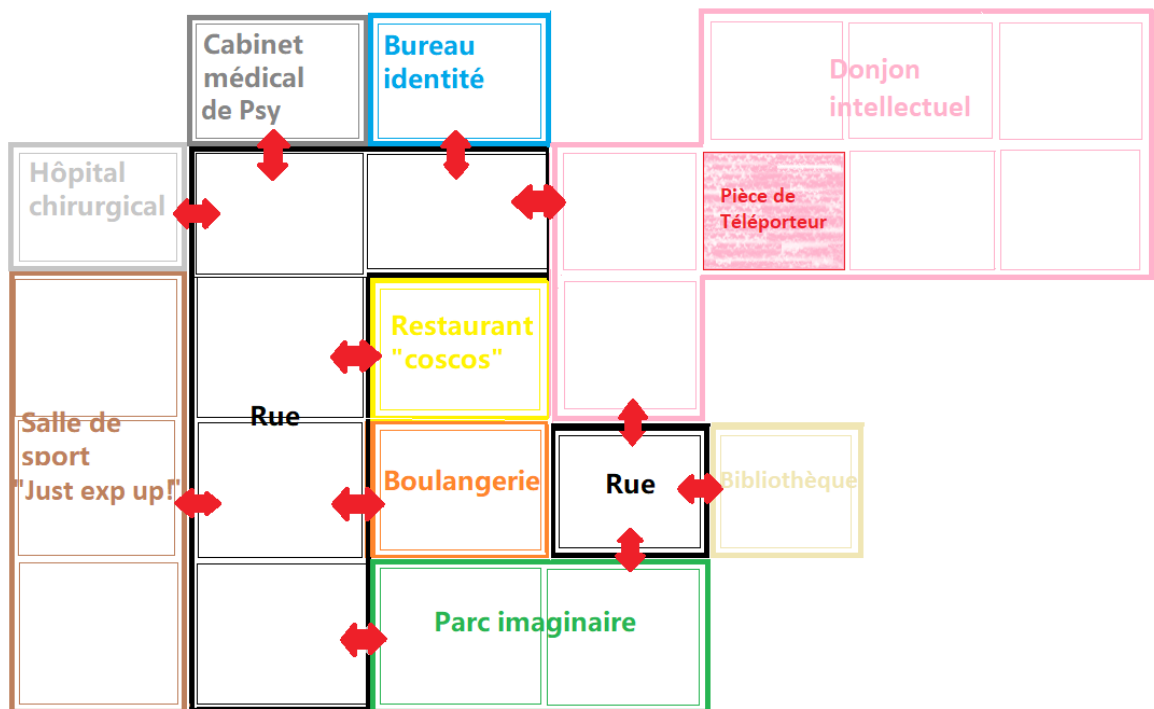 Cabinet
médical
de Psy
Bureau
identité
Donjon
intellectuel
Hôpital
chirurgical
Pièce de
Téléporteur
Restaurant
"coscos"
Rue
Salle de
sport
"Just exp up!"
Boulangerie
Rue
Bibliothèque
Parc imaginaire